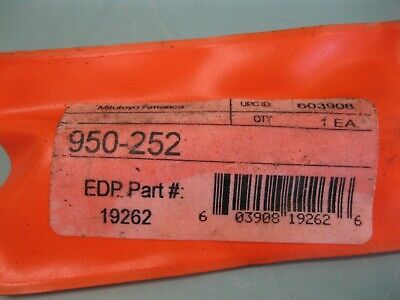 Mitutoyo America
UPC ID: 603908
QTY 1 EA
950-252
EDP Part #:
19262
6 03908 19262 6